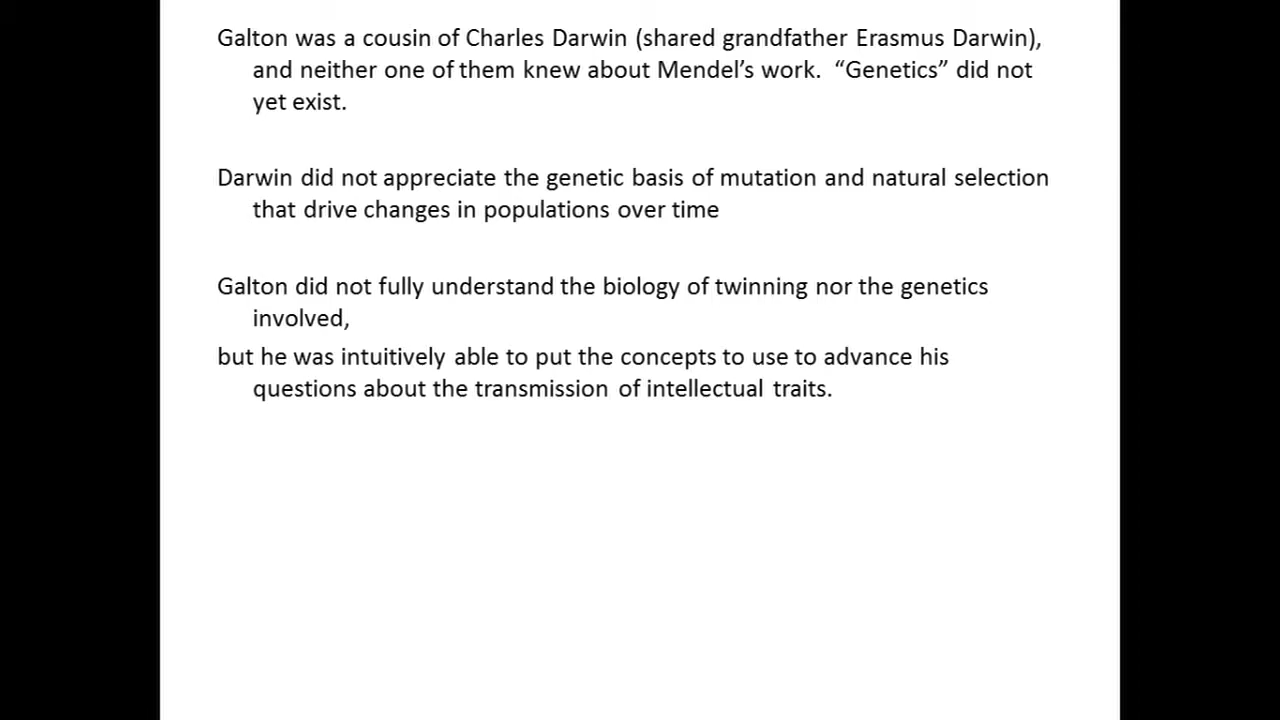 Galton was a cousin of Charles Darwin (shared grandfather Erasmus Darwin),
and neither one of them knew about Mendel’s work.  “Genetics” did not
yet exist.
Darwin did not appreciate the genetic basis of mutation and natural selection
that drive changes in populations over time
Galton did not fully understand the biology of twinning nor the genetics
involved,
but he was intuitively able to put the concepts to use to advance his
questions about the transmission of intellectual traits.